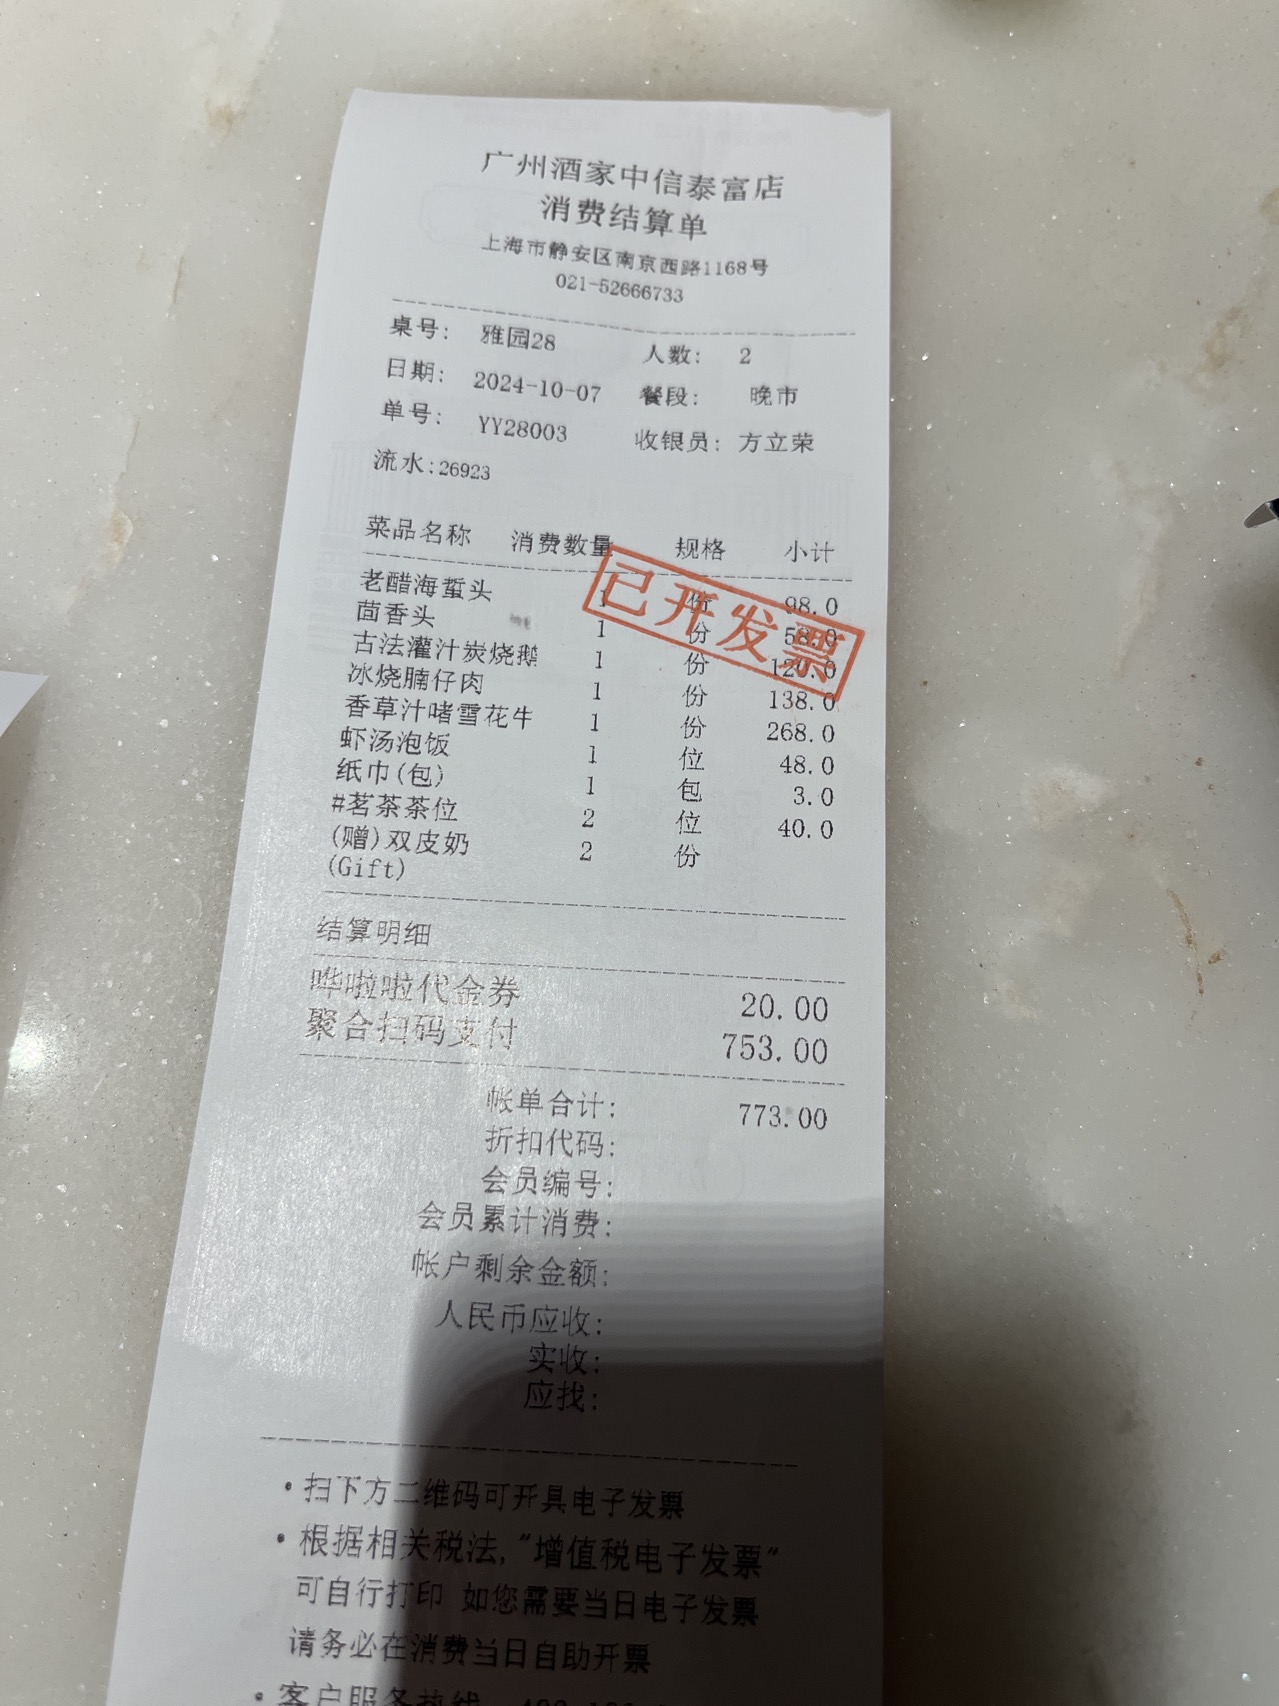 广州酒家中信泰富店
消费结算单
上海市静安区南京西路1168号
021-52666733
桌号: 雅园28 人数: 2
日期: 2024-10-07 餐段: 晚市
单号: YY28003 收银员: 方立荣
流水:26923
菜品名称 消费数量 规格 小计
老醋海蜇头 1 份 98.0
茴香头 1 份 58.0
古法灌汁炭烧鹅 1 份 120.0
冰烧腩仔肉 1 份 138.0
香草汁啫雪花牛 1 份 268.0
虾汤泡饭 1 位 48.0
纸巾(包) 1 包 3.0
#茗茶茶位 2 位 40.0
(赠)双皮奶 2 份
(Gift)
已开发票
结算明细
哗啦啦代金券 20.00
聚合扫码支付 753.00
帐单合计: 773.00
折扣代码:
会员编号:
会员累计消费:
帐户剩余金额:
人民币应收:
实收:
应找:
•扫下方二维码可开具电子发票
•根据相关税法,"增值税电子发票"
可自行打印 如您需要当日电子发票
请务必在消费当日自助开票
•客户服务热线